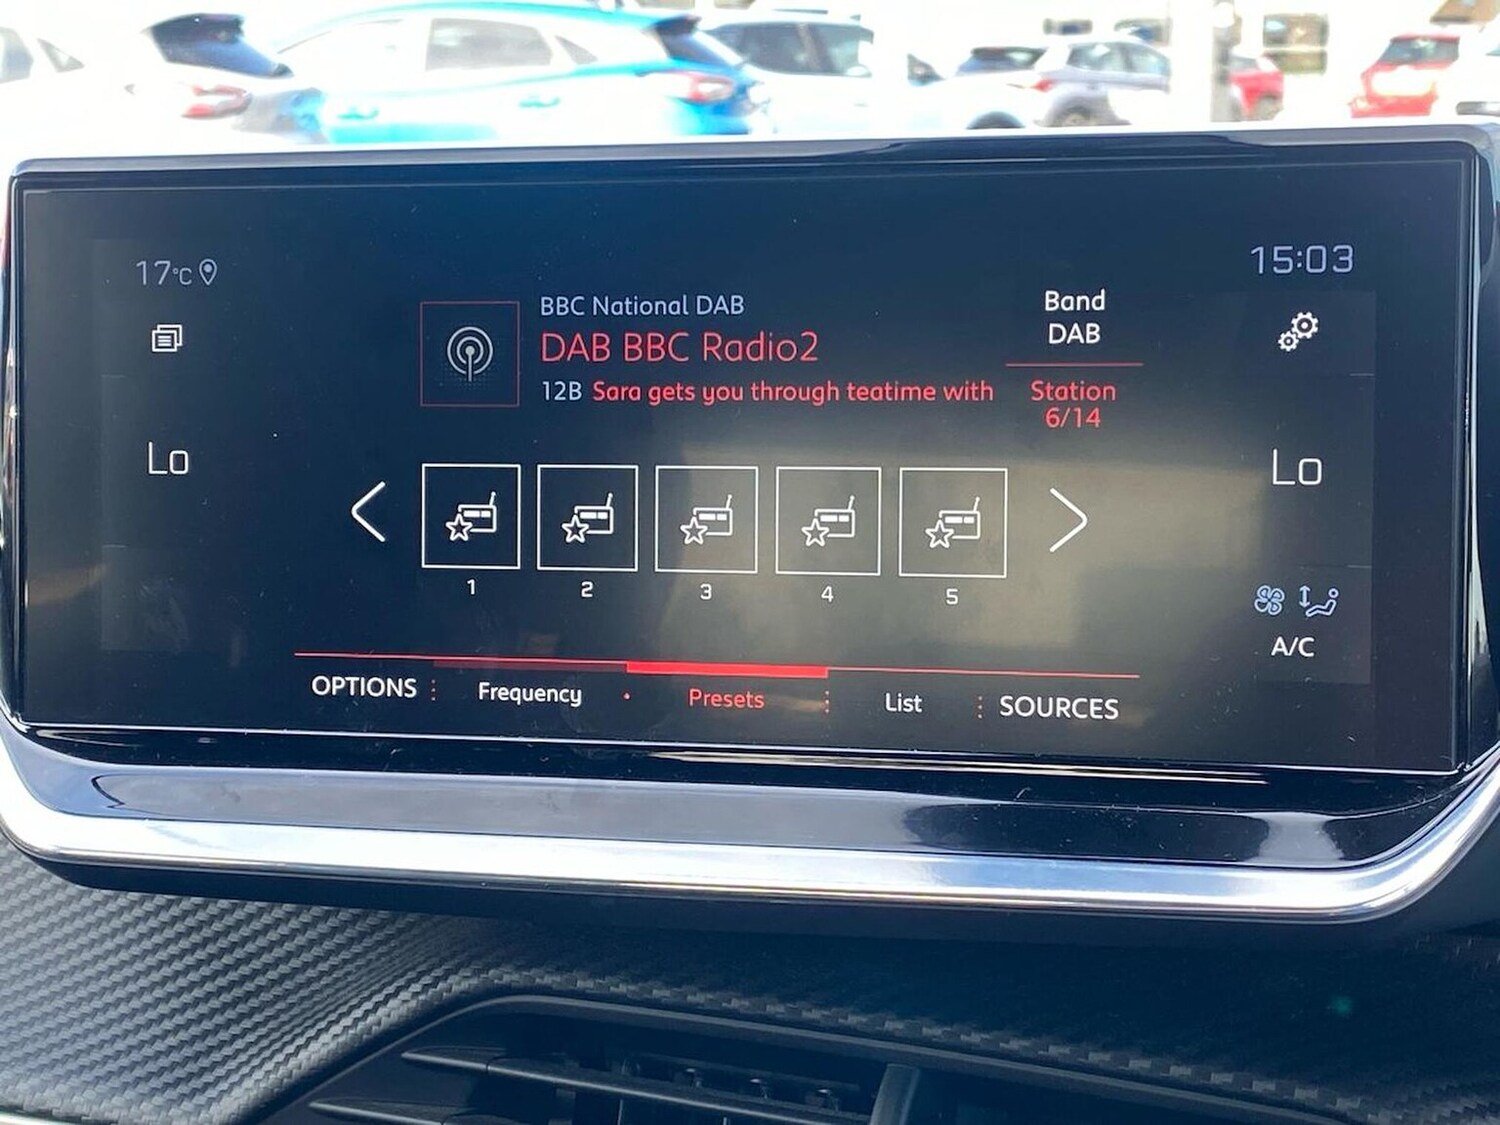 17°C
15:03
BBC National DAB
DAB BBC Radio2
12B Sara gets you through teatime with
Band
DAB
Station
6/14
Lo
Lo
1
2
3
4
5
A/C
OPTIONS
Frequency
Presets
List
SOURCES